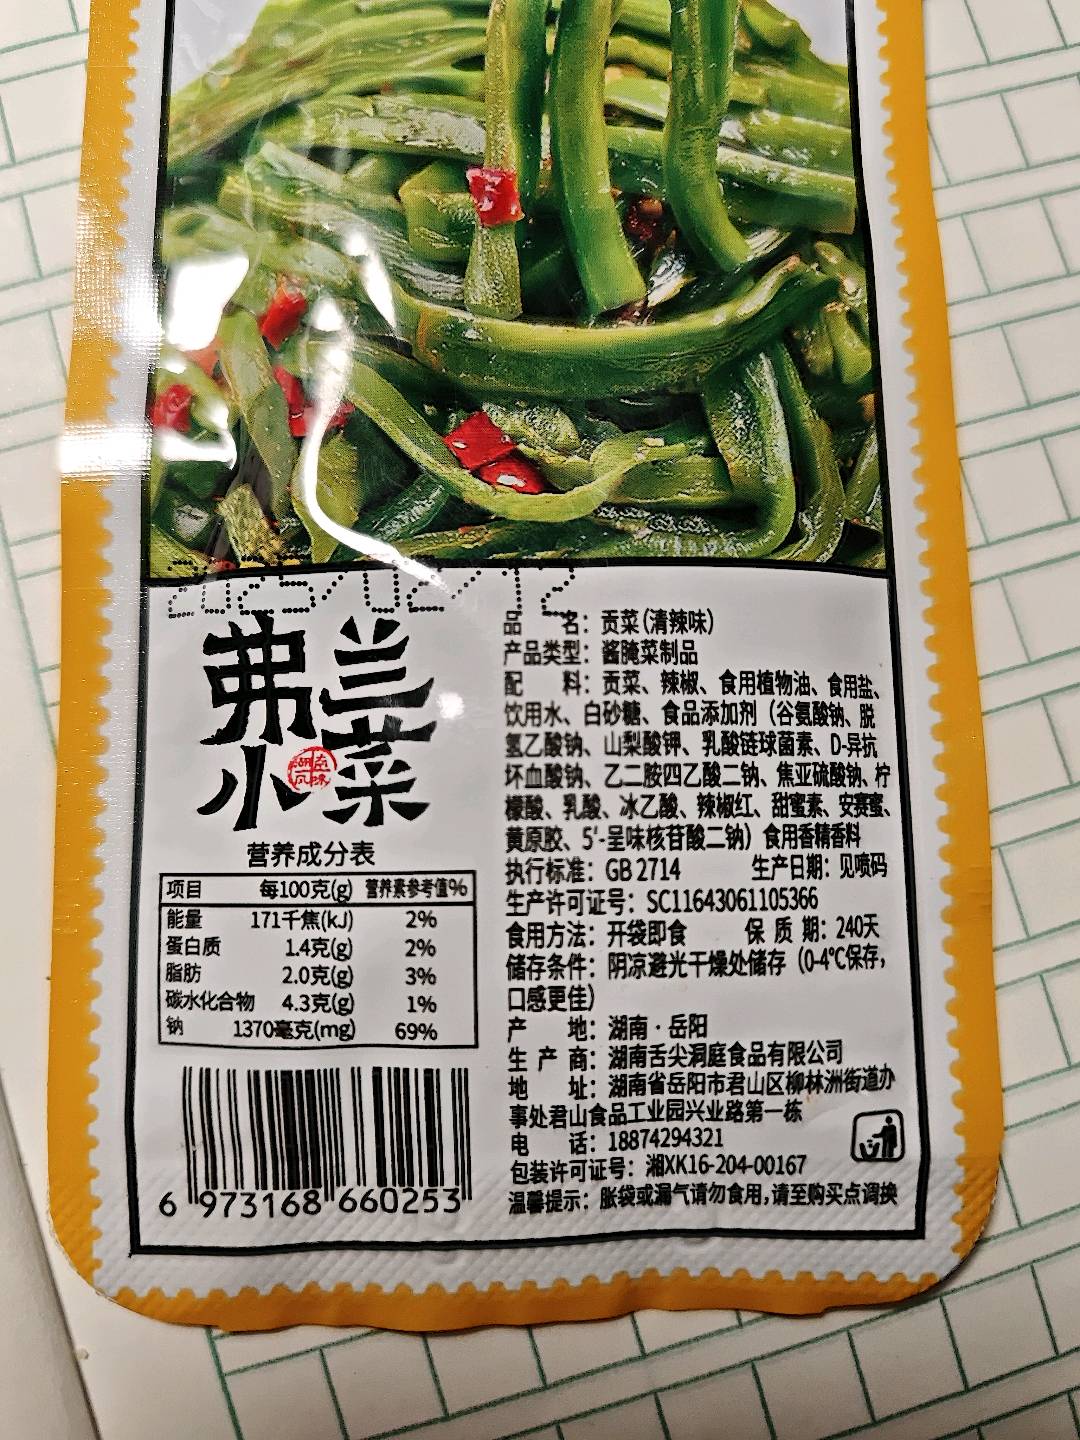 2025/02/12
弗兰
小菜
营养成分表
项目 每100克(g) 营养素参考值%
能量 171千焦(kJ) 2%
蛋白质 1.4克(g) 2%
脂肪 2.0克(g) 3%
碳水化合物 4.3克(g) 1%
钠 1370毫克(mg) 69%
6 973168 660253
品 名：贡菜(清辣味)
产品类型：酱腌菜制品
配 料：贡菜、辣椒、食用植物油、食用盐、
饮用水、白砂糖、食品添加剂（谷氨酸钠、脱
氢乙酸钠、山梨酸钾、乳酸链球菌素、D-异抗
坏血酸钠、乙二胺四乙酸二钠、焦亚硫酸钠、柠
檬酸、乳酸、冰乙酸、辣椒红、甜蜜素、安赛蜜、
黄原胶、5'-呈味核苷酸二钠）食用香精香料
执行标准：GB 2714 生产日期：见喷码
生产许可证号：SC11643061105366
食用方法：开袋即食 保 质 期：240天
储存条件：阴凉避光干燥处储存（0-4℃保存，
口感更佳）
产 地：湖南·岳阳
生 产 商：湖南舌尖洞庭食品有限公司
地 址：湖南省岳阳市君山区柳林洲街道办
事处君山食品工业园兴业路第一栋
电 话：18874294321
包装许可证号：湘XK16-204-00167
温馨提示：胀袋或漏气请勿食用，请至购买点调换